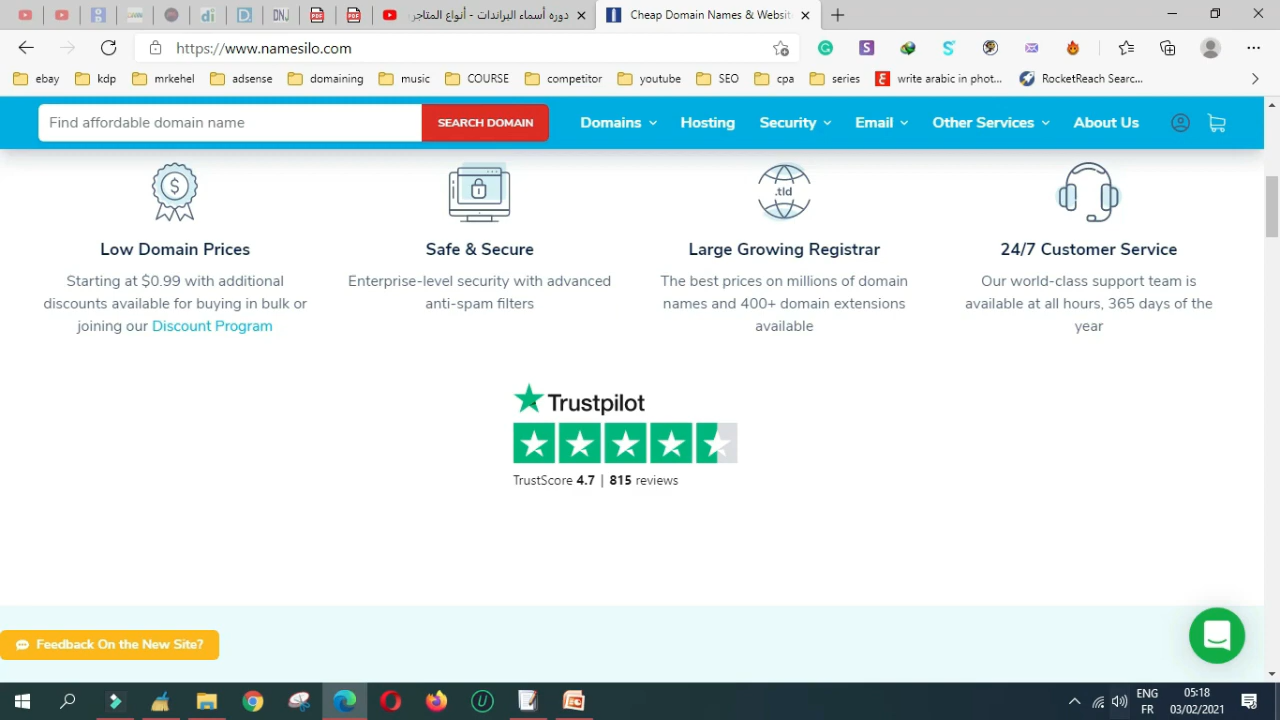 DNJ
PDF
PDF
دورة أسماء البراندات - أنواع المتاجر
Cheap Domain Names & Websit
https://www.namesilo.com
ebay
kdp
mrkehel
adsense
domaining
music
COURSE
competitor
youtube
SEO
cpa
series
write arabic in phot...
RocketReach Searc...
Find affordable domain name
SEARCH DOMAIN
Domains
Hosting
Security
Email
Other Services
About Us
$
.tld
Low Domain Prices
Starting at $0.99 with additional
discounts available for buying in bulk or
joining our Discount Program
Safe & Secure
Enterprise-level security with advanced
anti-spam filters
Large Growing Registrar
The best prices on millions of domain
names and 400+ domain extensions
available
24/7 Customer Service
Our world-class support team is
available at all hours, 365 days of the
year
Trustpilot
TrustScore 4.7 | 815 reviews
Feedback On the New Site?
ENG
FR
05:18
03/02/2021